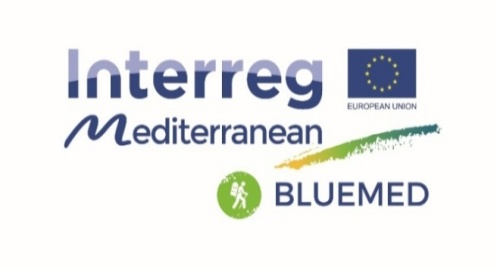 Interreg
EUROPEAN UNION
Mediterranean
BLUEMED